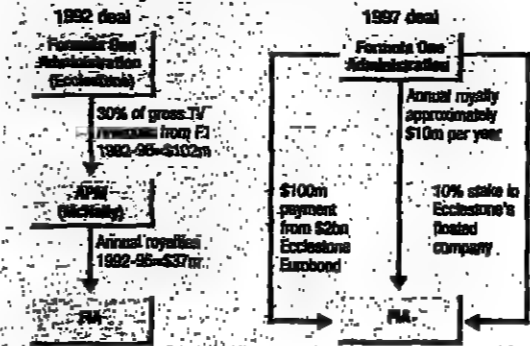 1992 deal
Formula One
Administration
(Ecclestone)
30% of gross TV
revenues from F1
1992-95=$102m
APM
(McNally)
Annual royalties
1992-95=$37m
FIA
1997 deal
Formula One
Administration
Annual royalty
approximately
$10m per year
$100m
payment
from $2bn
Ecclestone
Eurobond
10% stake in
Ecclestone's
floated
company
FIA